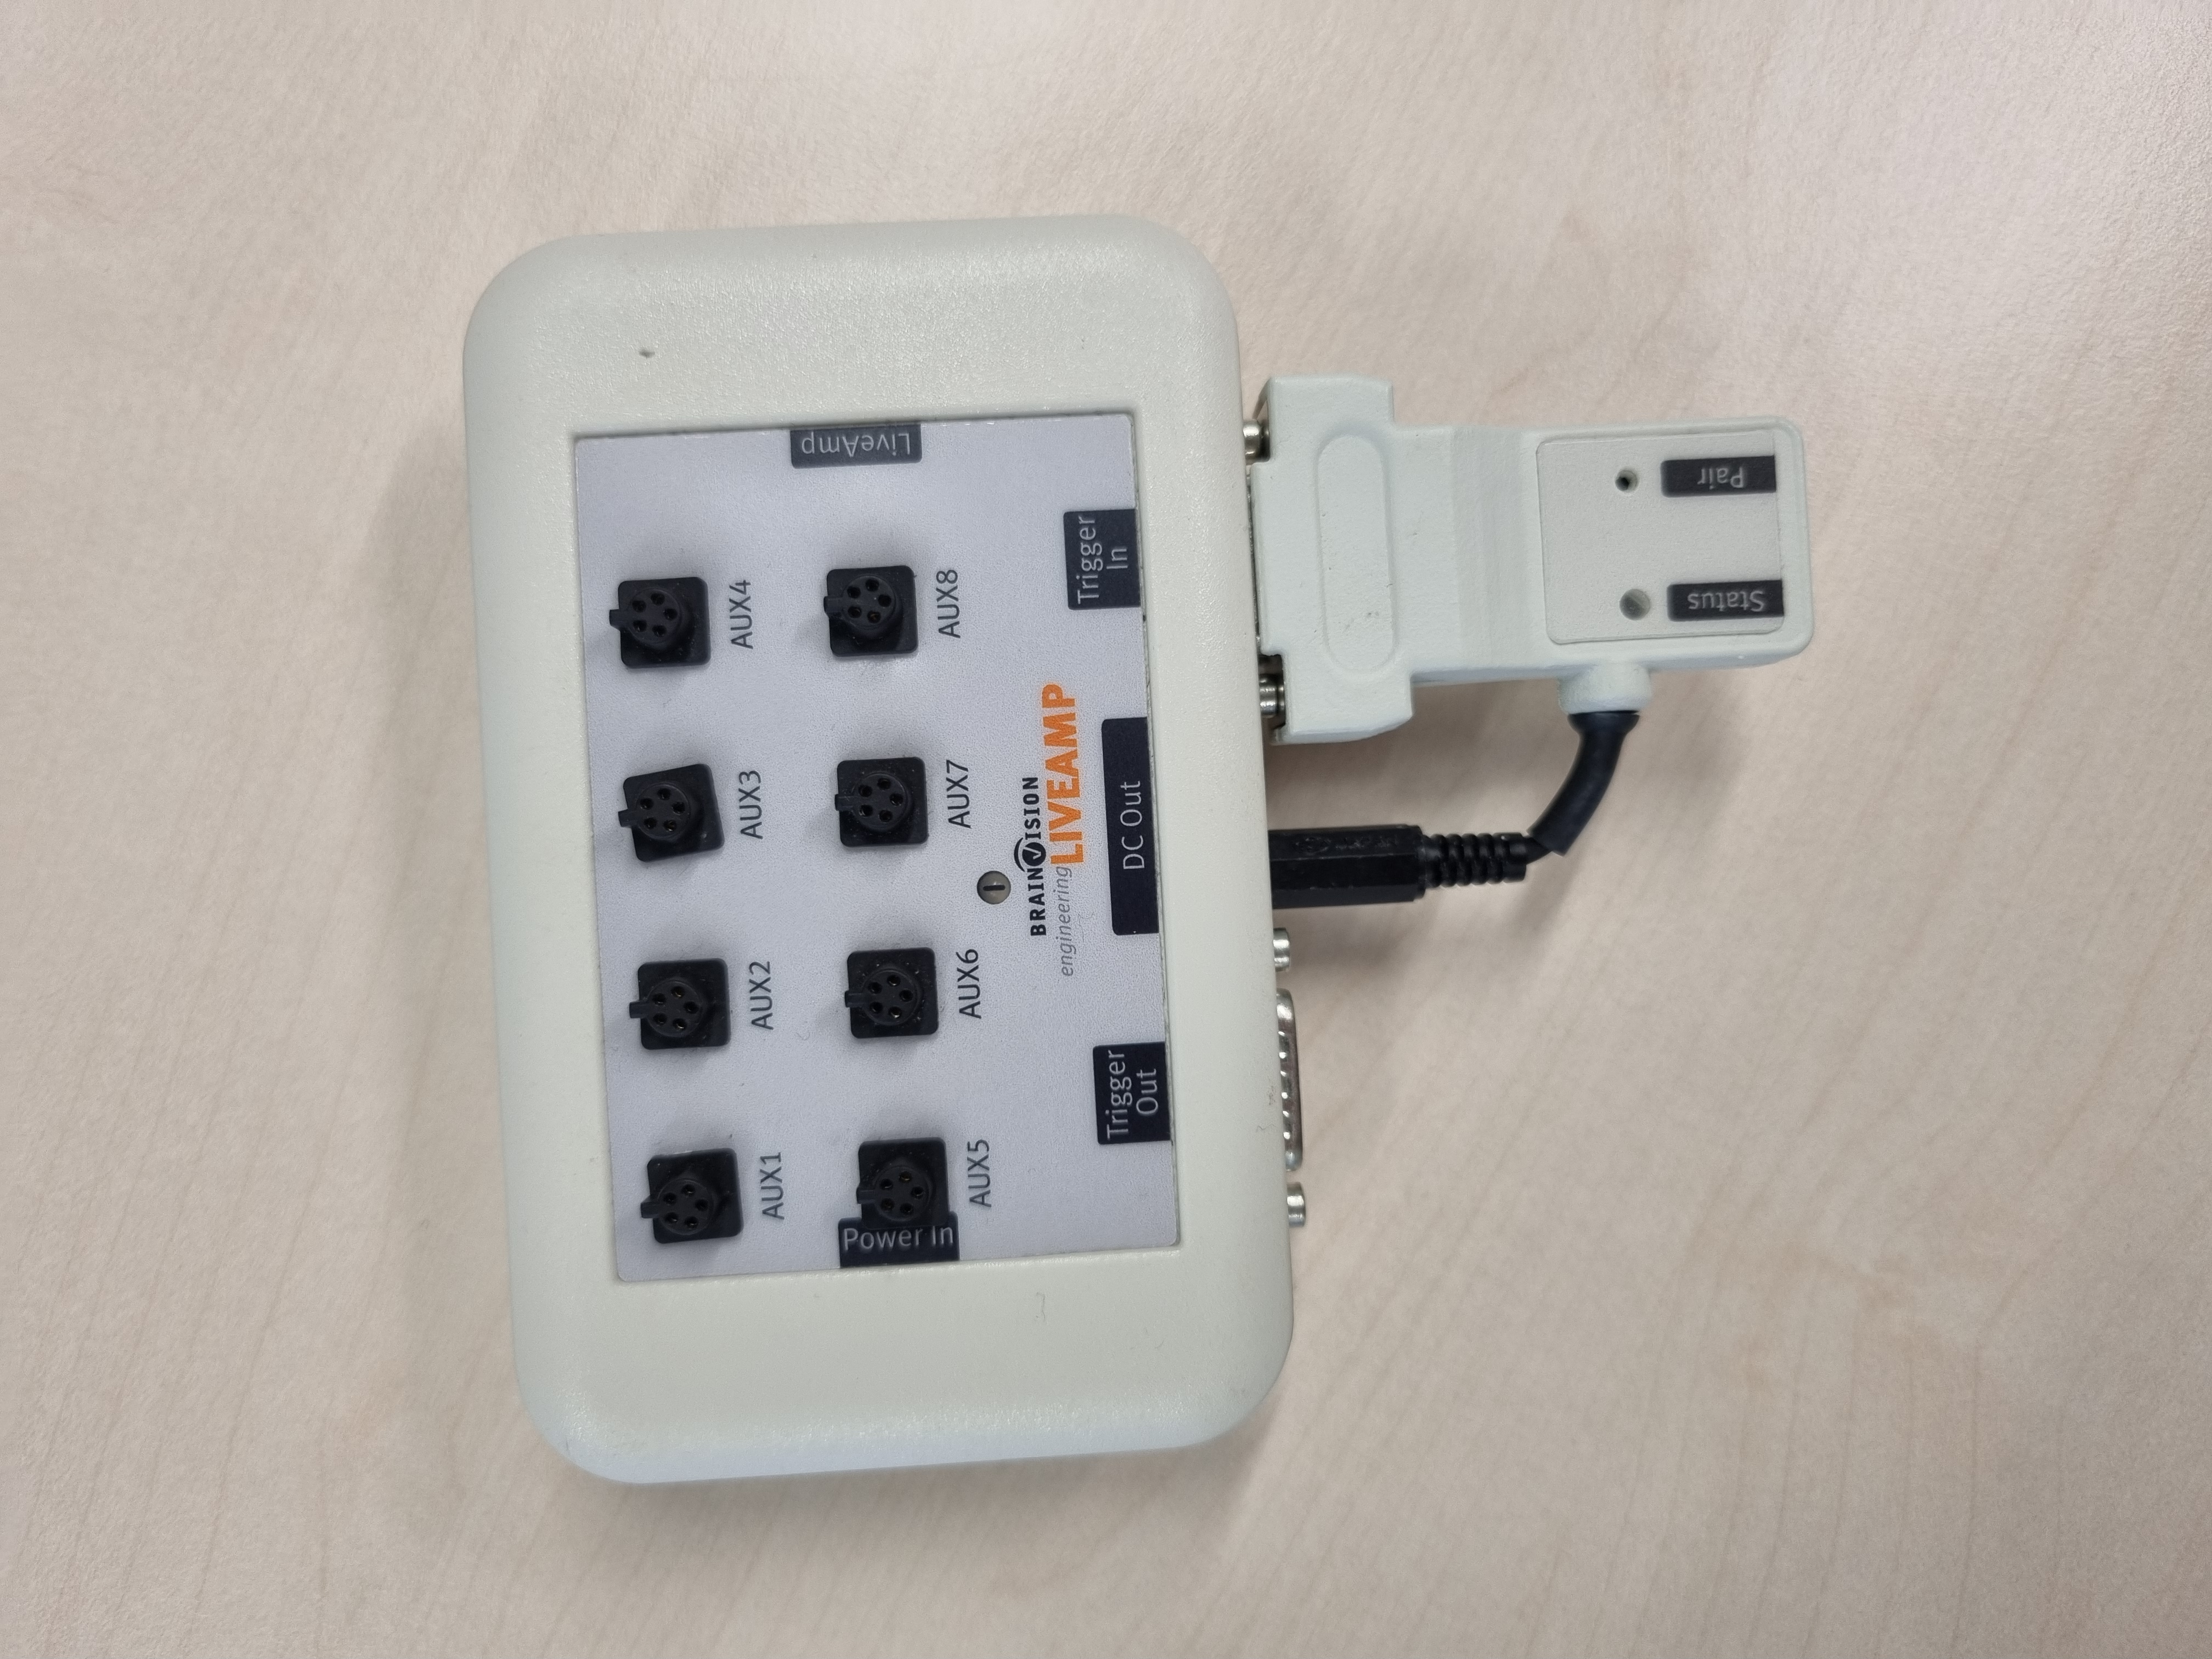 AUX1
AUX2
AUX3
AUX4
Power In
AUX5
AUX6
AUX7
AUX8
LiveAmp
BRAINVISION
engineering LIVEAMP
Trigger
Out
DC Out
Trigger
In
Status
Pair